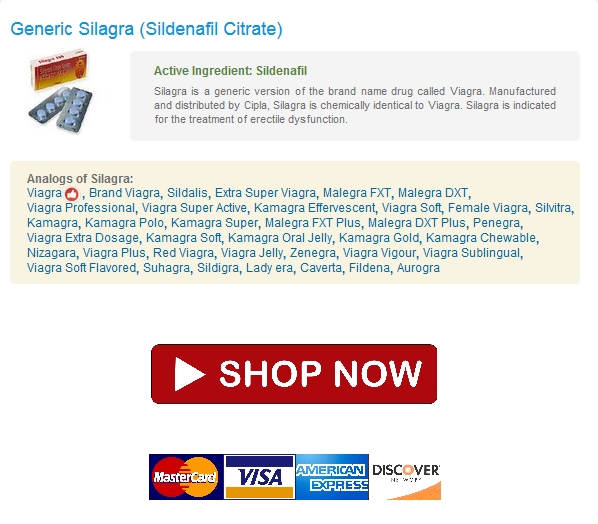 Generic Silagra (Sildenafil Citrate)
Active Ingredient: Sildenafil
Silagra is a generic version of the brand name drug called Viagra. Manufactured
and distributed by Cipla, Silagra is chemically identical to Viagra. Silagra is indicated
for the treatment of erectile dysfunction.
Analogs of Silagra:
Viagra , Brand Viagra, Sildalis, Extra Super Viagra, Malegra FXT, Malegra DXT,
Viagra Professional, Viagra Super Active, Kamagra Effervescent, Viagra Soft, Female Viagra, Silvitra,
Kamagra, Kamagra Polo, Kamagra Super, Malegra FXT Plus, Malegra DXT Plus, Penegra,
Viagra Extra Dosage, Kamagra Soft, Kamagra Oral Jelly, Kamagra Gold, Kamagra Chewable,
Nizagara, Viagra Plus, Red Viagra, Viagra Jelly, Zenegra, Viagra Vigour, Viagra Sublingual,
Viagra Soft Flavored, Suhagra, Sildigra, Lady era, Caverta, Fildena, Aurogra
SHOP NOW
MasterCard VISA AMERICAN EXPRESS DISCOVER NETWORK